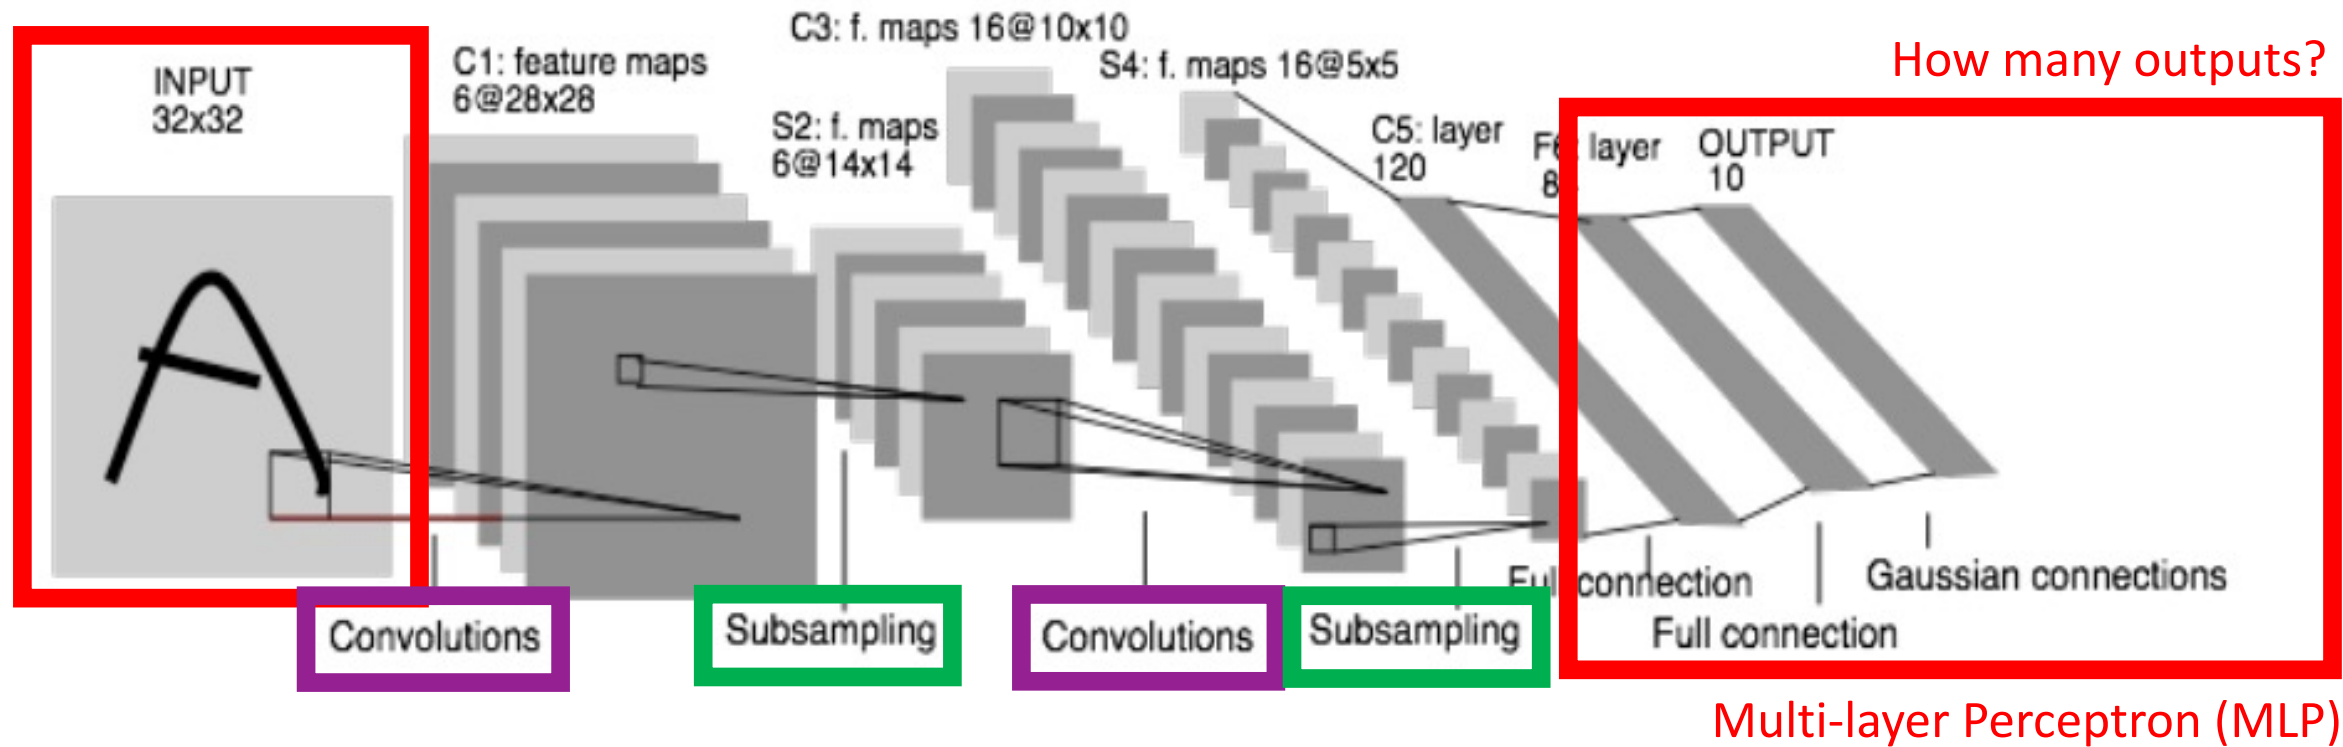 INPUT
32x32
C1: feature maps
6@28x28
S2: f. maps
6@14x14
C3: f. maps 16@10x10
S4: f. maps 16@5x5
C5: layer
120
layer
OUTPUT
10
How many outputs?
Convolutions
Subsampling
Convolutions
Subsampling
Full connection
Full connection
Gaussian connections
Multi-layer Perceptron (MLP)